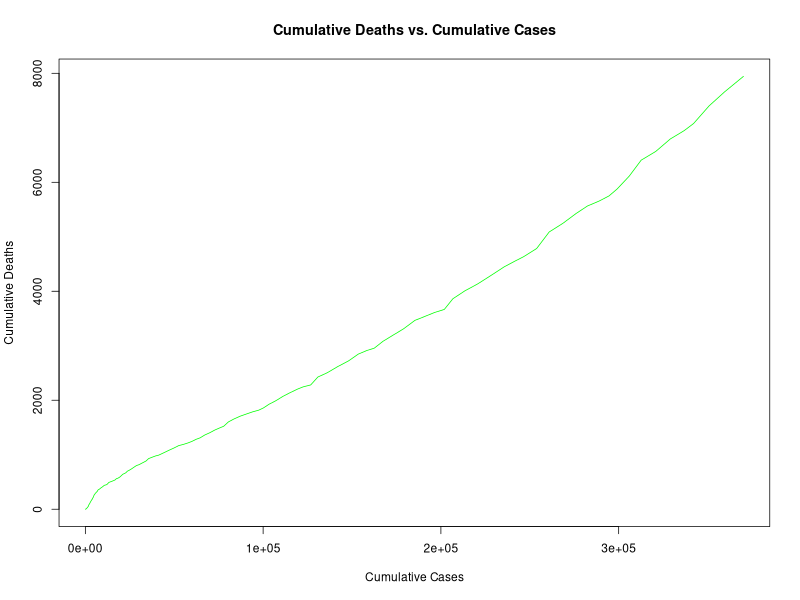 Cumulative Deaths vs. Cumulative Cases
8000
6000
4000
2000
0
Cumulative Deaths
0e+00 1e+05 2e+05 3e+05
Cumulative Cases